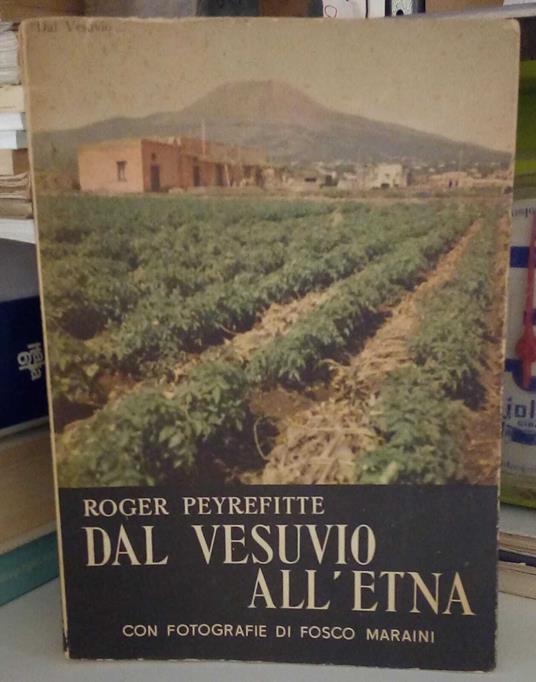 Dal Vesuvio
ROGER PEYREFITTE
DAL VESUVIO
ALL'ETNA
CON FOTOGRAFIE DI FOSCO MARAINI